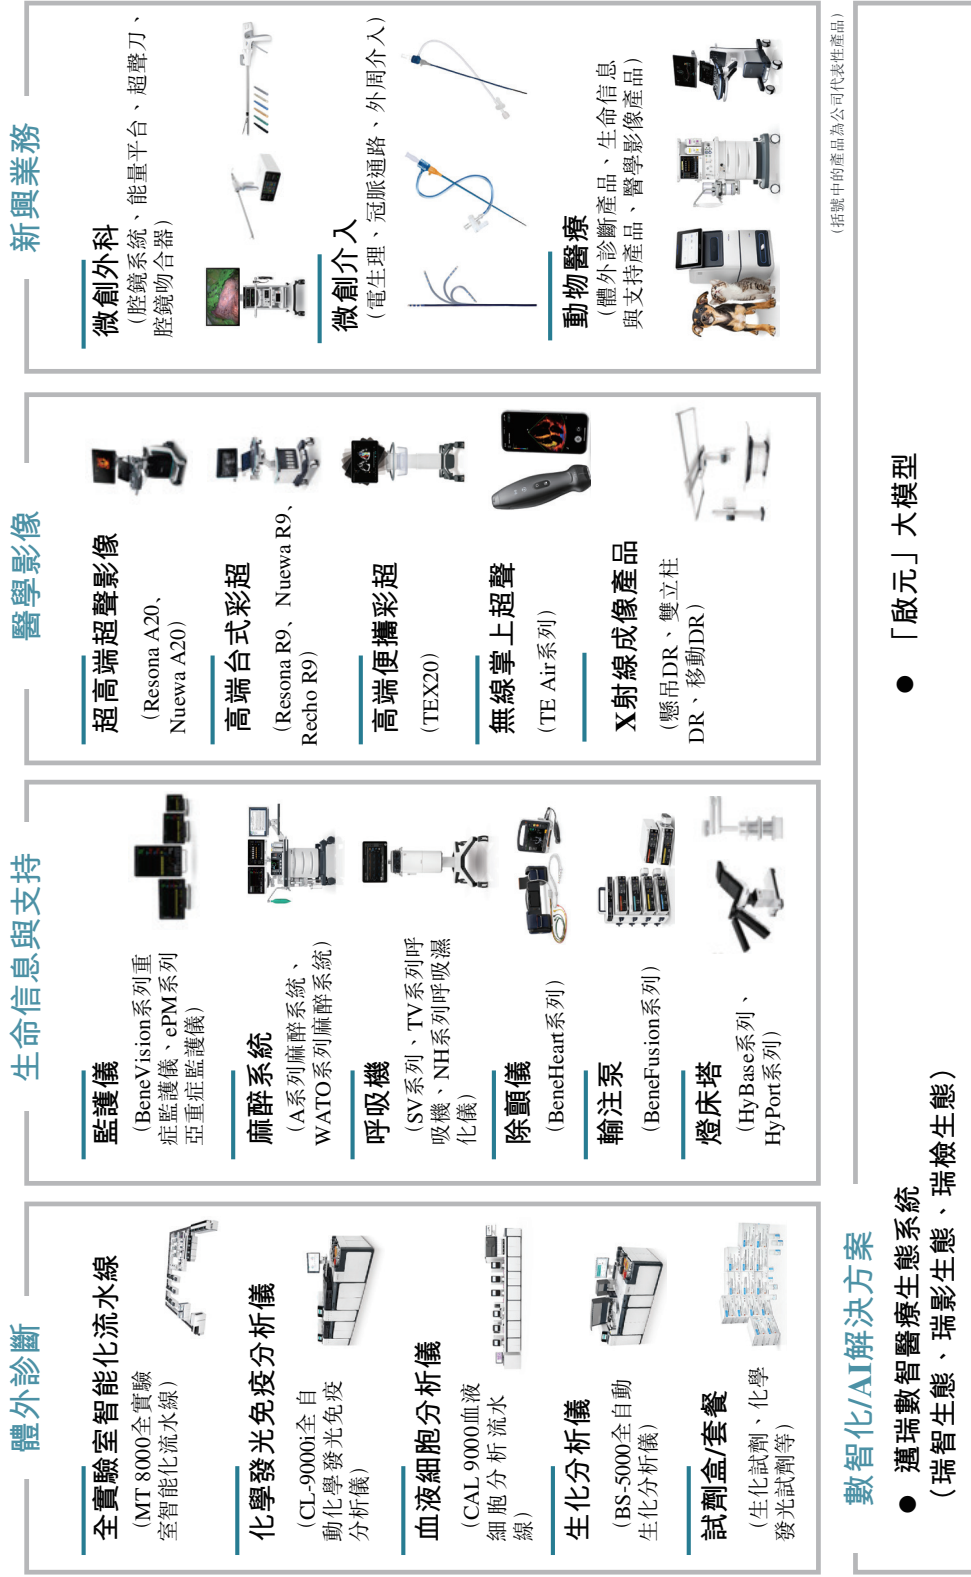 體外診斷
全實驗室智能化流水線
（MT 8000全實驗
室智能化流水線）
化學發光免疫分析儀
（CL-9000i全自
動化學發光免疫
分析儀）
血液細胞分析儀
（CAL 9000血液
細胞分析流水
線）
生化分析儀
（BS-5000全自動
生化分析儀）
試劑盒/套餐
（生化試劑、化學
發光試劑等）
生命信息與支持
監護儀
（BeneVision系列重
症監護儀、ePM系列
亞重症監護儀）
麻醉系統
（A系列麻醉系統、
WATO系列麻醉系統）
呼吸機
（SV系列、TV系列呼
吸機、NH系列呼吸濕
化儀）
除顫儀
（BeneHeart系列）
輸注泵
（BeneFusion系列）
燈床塔
（HyBase系列、
HyPort系列）
醫學影像
超高端超聲影像
（Resona A20、
Nuewa A20）
高端台式彩超
（Resona R9、Nuewa R9、
Recho R9）
高端便攜彩超
（TEX20）
無線掌上超聲
（TE Air系列）
X射線成像產品
（懸吊DR、雙立柱
DR、移動DR）
新興業務
微創外科
（腔鏡系統、能量平台、超聲刀、
腔鏡吻合器）
微創介入
（電生理、冠脈通路、外周介入）
動物醫療
（體外診斷產品、生命信息
與支持產品、醫學影像產品）
（括號中的產品為公司代表性產品）
數智化/AI解決方案
● 邁瑞數智醫療生態系統
（瑞智生態、瑞影生態、瑞檢生態）
● 「啟元」大模型